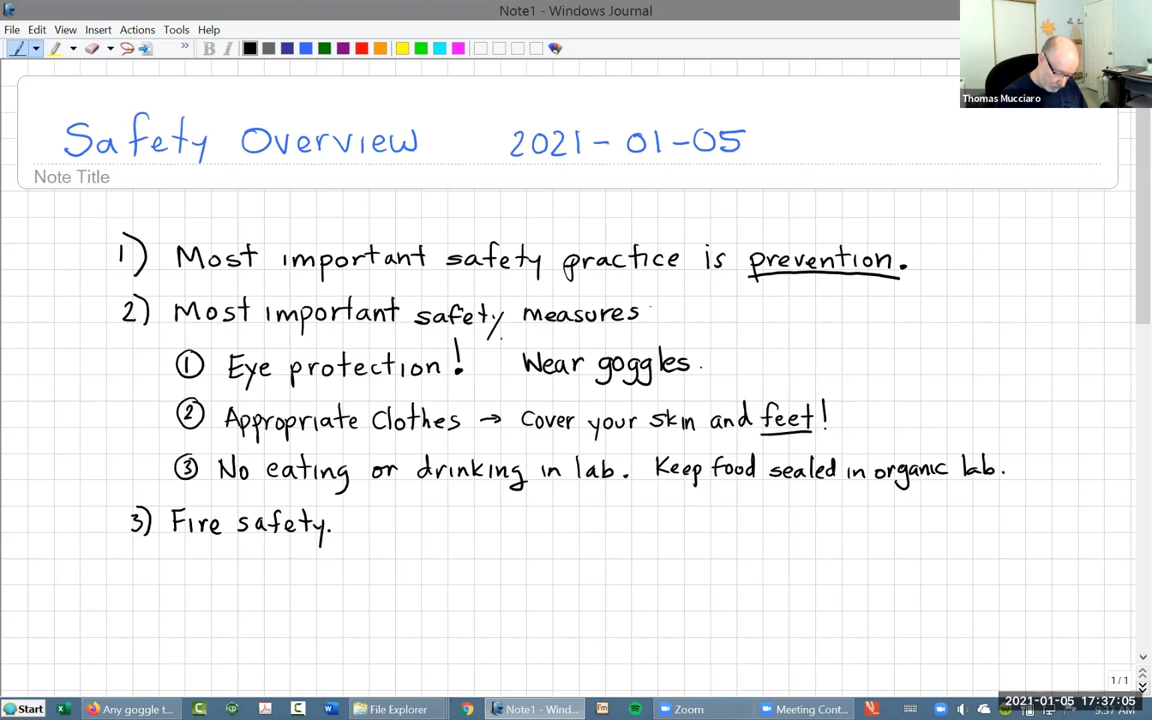 Note1 - Windows Journal
File Edit View Insert Actions Tools Help
B I
Thomas Mucciaro
Safety Overview 2021-01-05
Note Title
1) Most important safety practice is prevention.
2) Most important safety measures
① Eye protection! Wear goggles.
② Appropriate Clothes → Cover your skin and feet!
③ No eating or drinking in lab. Keep food sealed in organic lab.
3) Fire safety.
1/1
Start Any goggle t... File Explorer Note1 - Wind... Zoom Meeting Cont...
2021-01-05 17:37:05